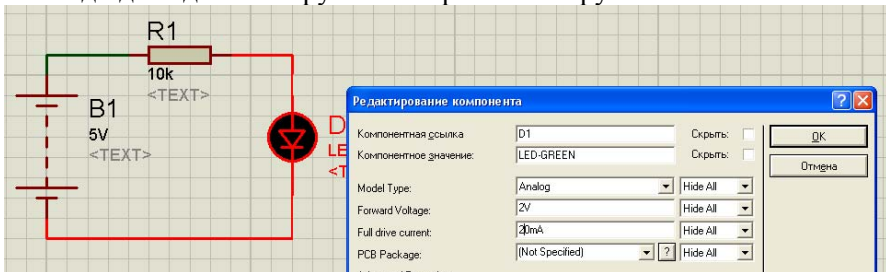 R1
10k
<TEXT>
B1
5V
<TEXT>
D
LE
<T
Редактирование компонента
Компонентная ссылка D1 Скрыть:
Компонентное значение: LED-GREEN Скрыть:
OK
Отмена
Model Type: Analog Hide All
Forward Voltage: 2V Hide All
Full drive current: 20mA Hide All
PCB Package: (Not Specified) ? Hide All